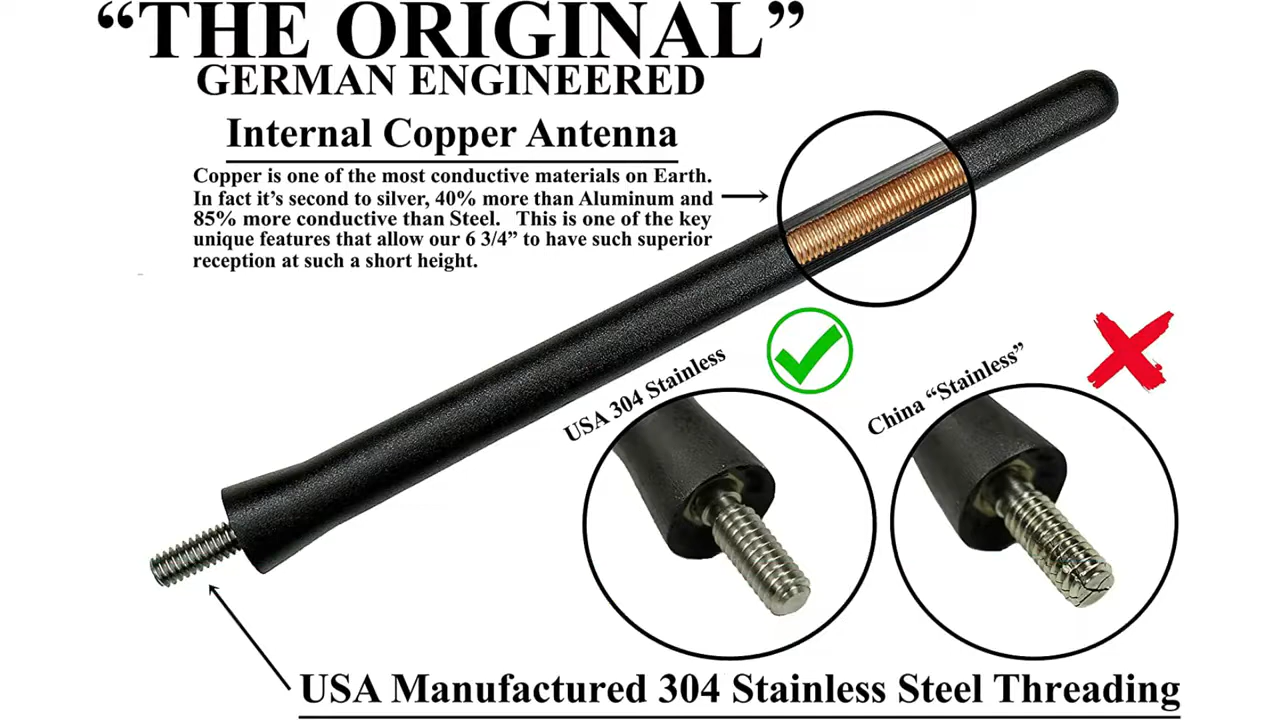 “THE ORIGINAL”
GERMAN ENGINEERED
Internal Copper Antenna
Copper is one of the most conductive materials on Earth.
In fact it’s second to silver, 40% more than Aluminum and
85% more conductive than Steel. This is one of the key
unique features that allow our 6 3/4” to have such superior
reception at such a short height.
USA 304 Stainless
China “Stainless”
USA Manufactured 304 Stainless Steel Threading